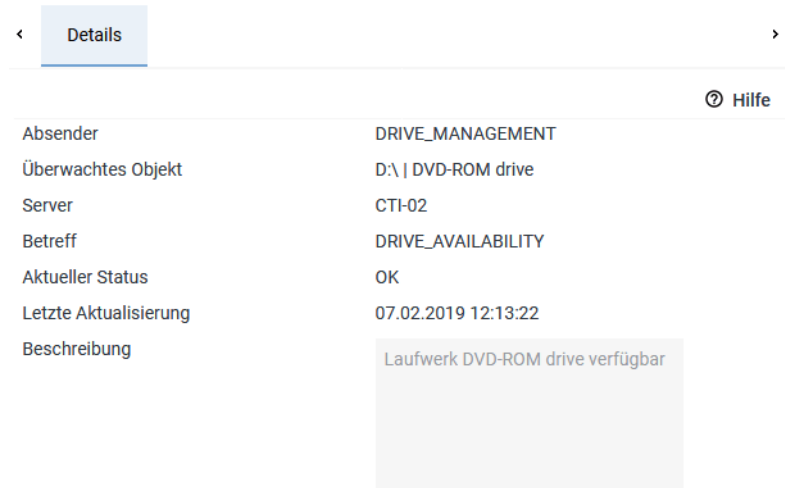 Details
Hilfe
Absender DRIVE_MANAGEMENT
Überwachtes Objekt D:\ | DVD-ROM drive
Server CTI-02
Betreff DRIVE_AVAILABILITY
Aktueller Status OK
Letzte Aktualisierung 07.02.2019 12:13:22
Beschreibung Laufwerk DVD-ROM drive verfügbar